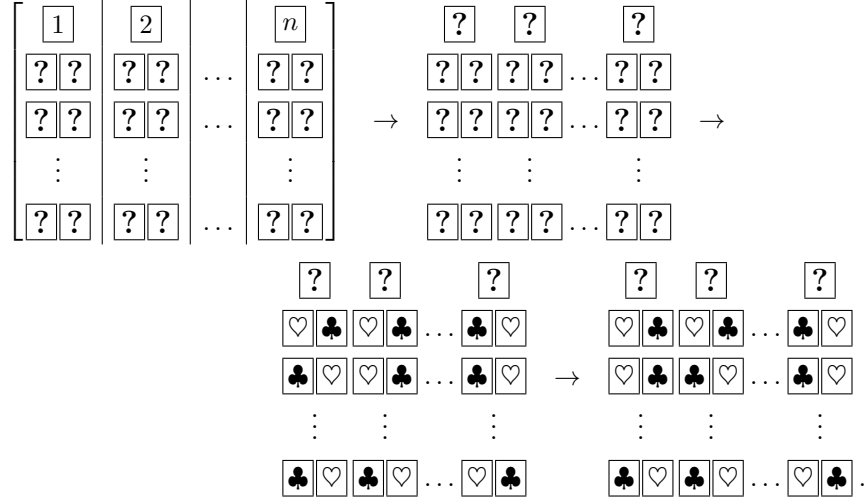 1 2 n ? ? ?
? ? ? ? … ? ? ? ? ? ? … ? ?
? ? ? ? … ? ? → ? ? ? ? … ? ? →
⋮ ⋮ ⋮ ⋮ ⋮ ⋮
? ? ? ? … ? ? ? ? ? ? … ? ?
? ? ? ? ? ?
♡ ♣ ♡ ♣ … ♣ ♡ ♡ ♣ ♡ ♣ … ♣ ♡
♣ ♡ ♡ ♣ … ♣ ♡ → ♡ ♣ ♣ ♡ … ♣ ♡
⋮ ⋮ ⋮ ⋮ ⋮ ⋮
♣ ♡ ♣ ♡ … ♡ ♣ ♣ ♡ ♣ ♡ … ♡ ♣ .